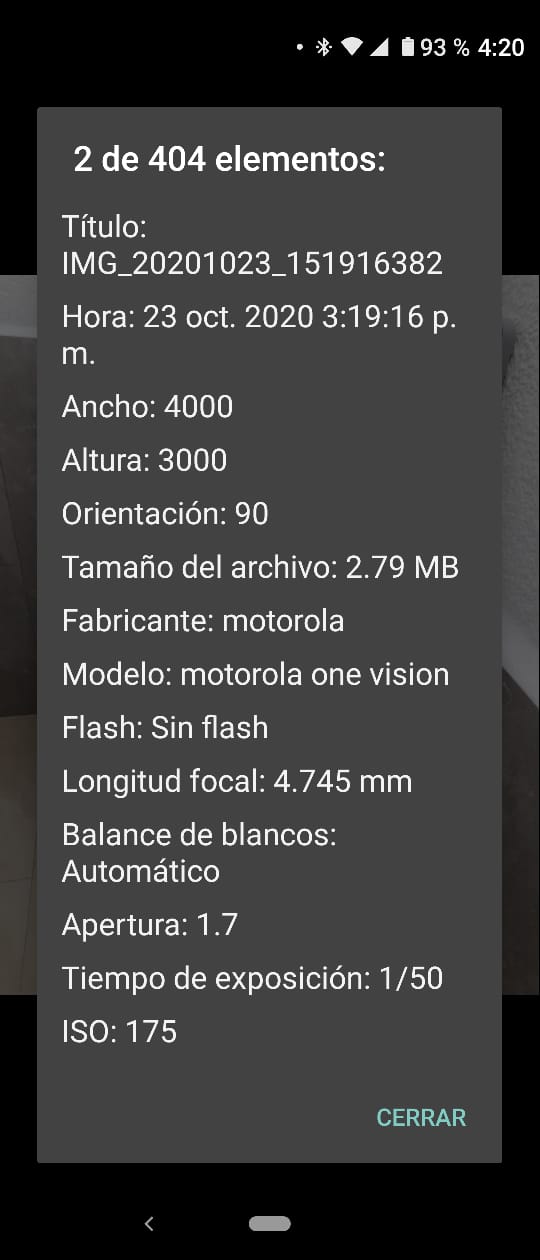 93 % 4:20
2 de 404 elementos:
Título:
IMG_20201023_151916382
Hora: 23 oct. 2020 3:19:16 p.
m.
Ancho: 4000
Altura: 3000
Orientación: 90
Tamaño del archivo: 2.79 MB
Fabricante: motorola
Modelo: motorola one vision
Flash: Sin flash
Longitud focal: 4.745 mm
Balance de blancos:
Automático
Apertura: 1.7
Tiempo de exposición: 1/50
ISO: 175
CERRAR